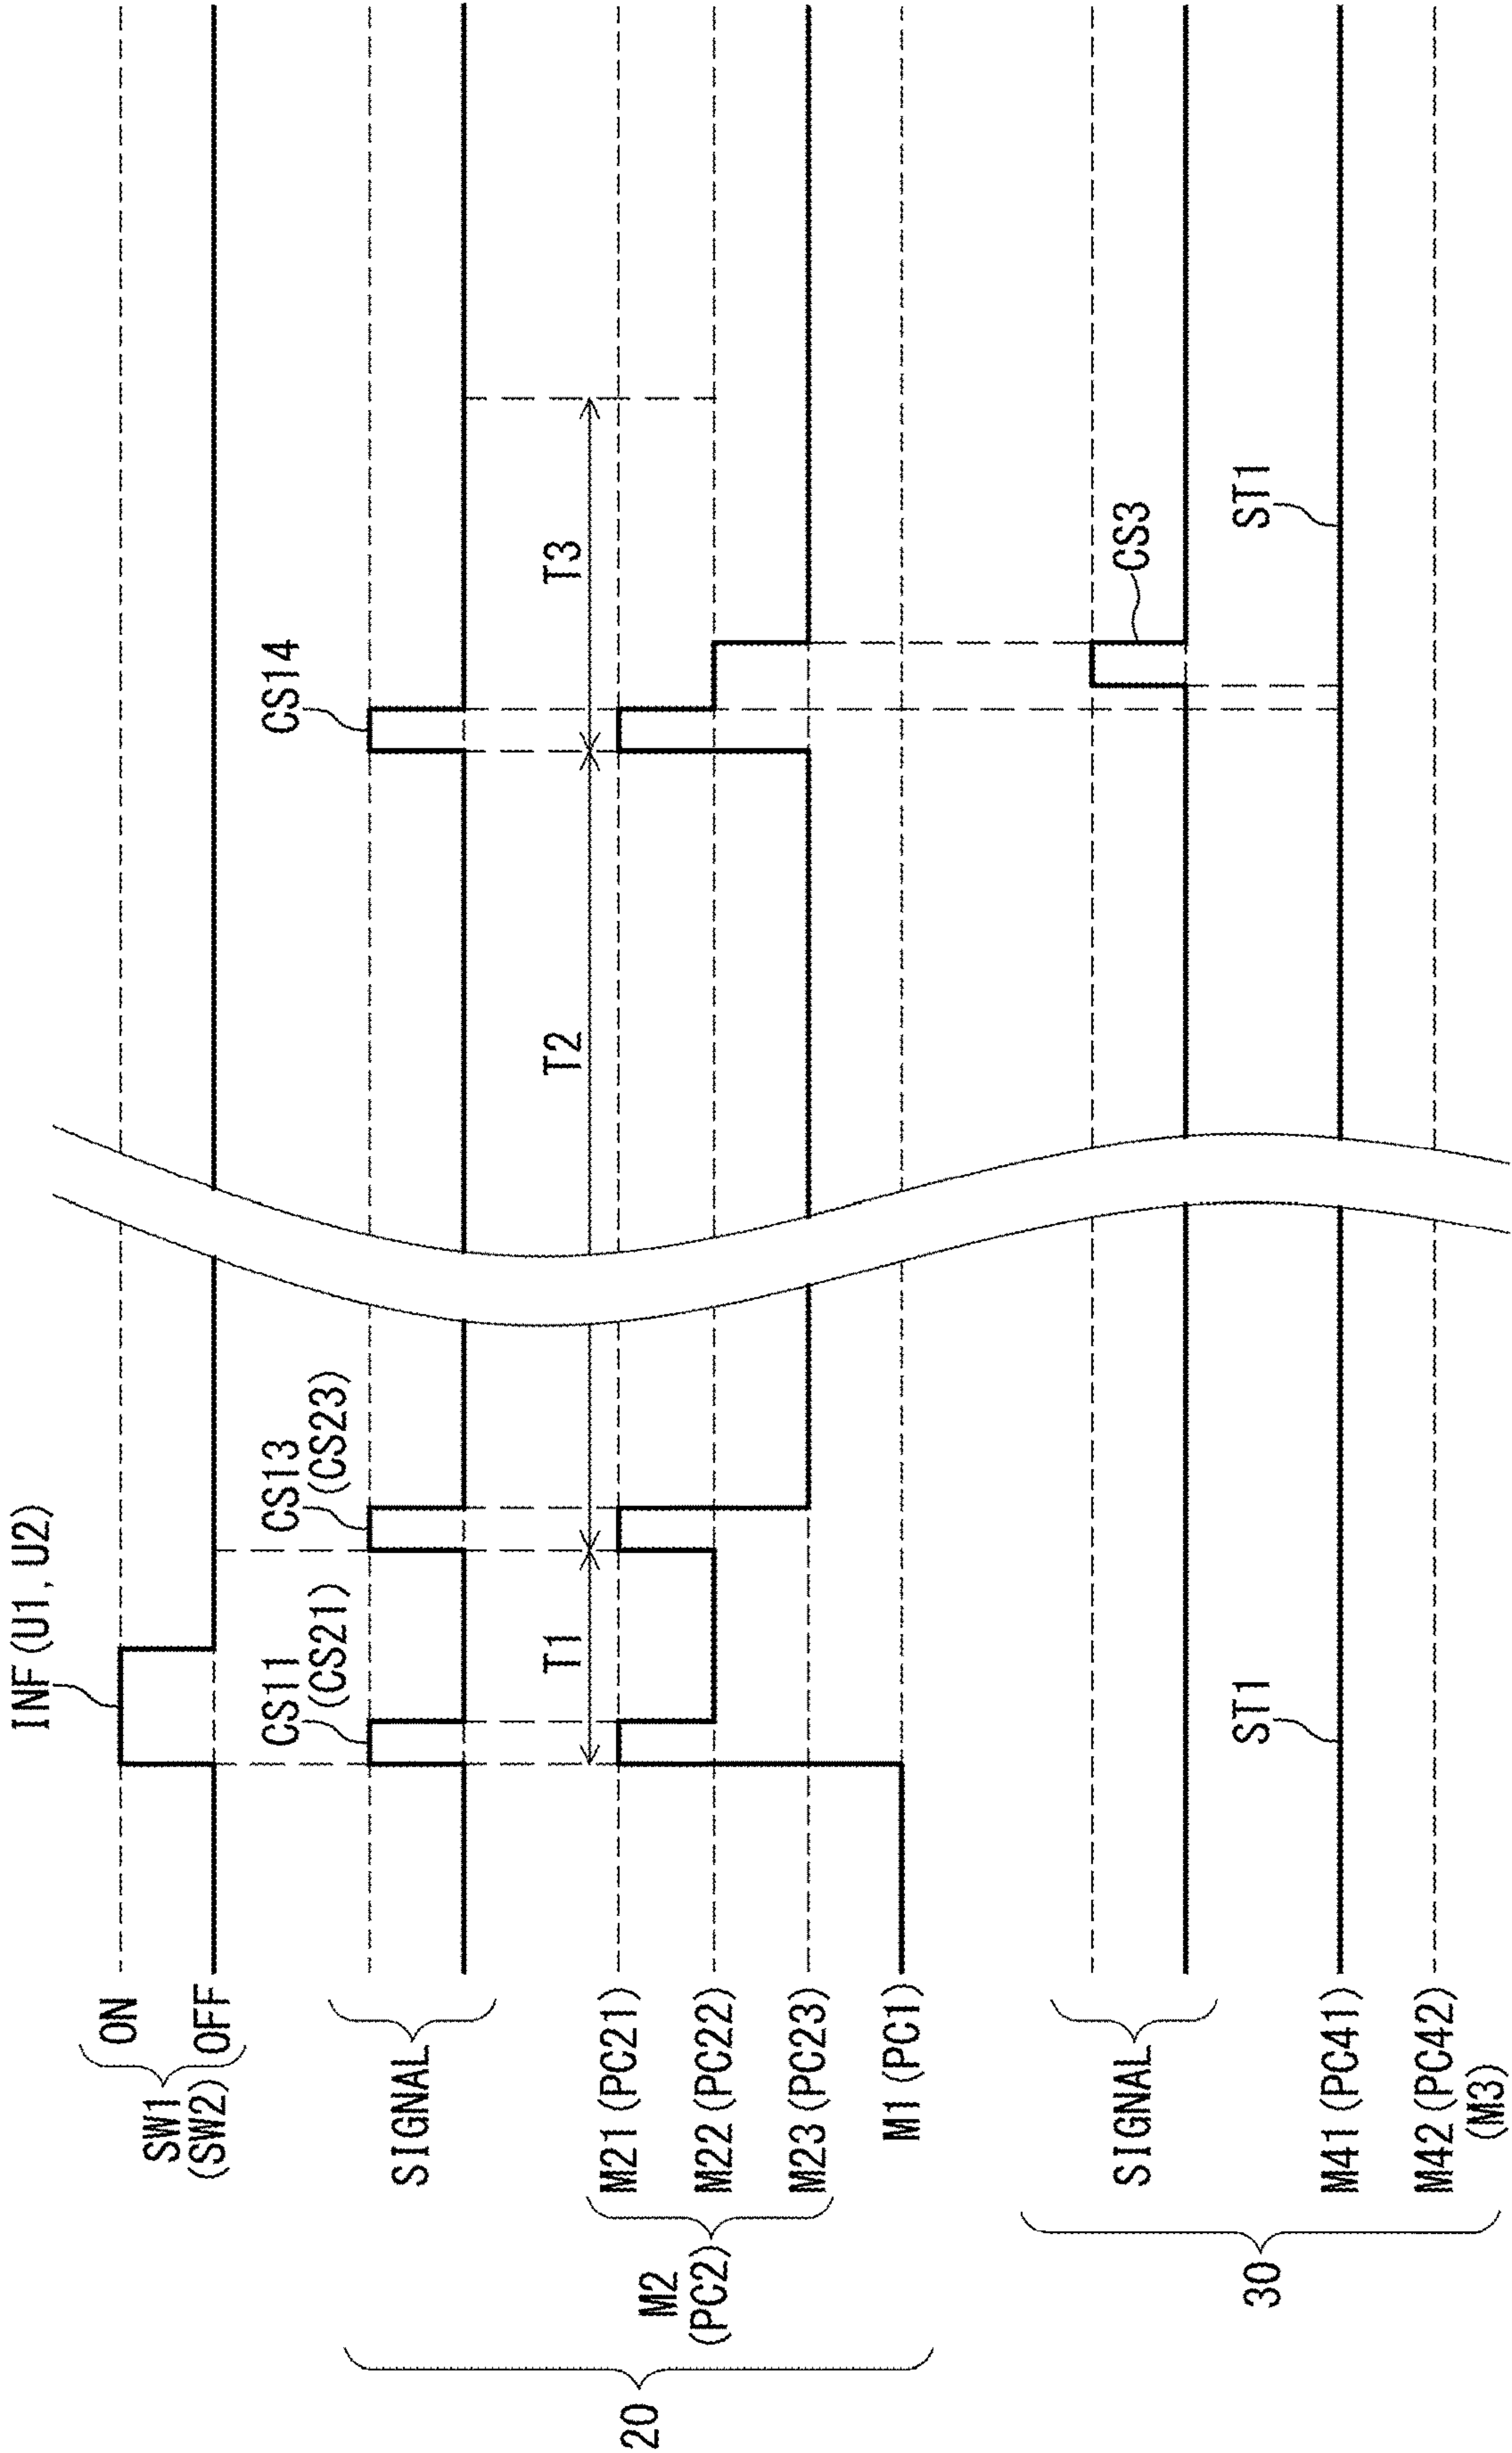 INF (U1, U2)
ON
OFF
SW1
(SW2)
CS11
(CS21)
CS13
(CS23)
CS14
SIGNAL
T1
T2
T3
M21 (PC21)
M22 (PC22)
M23 (PC23)
M2
(PC2)
M1 (PC1)
20
CS3
SIGNAL
ST1
ST1
M41 (PC41)
M42 (PC42)
(M3)
30